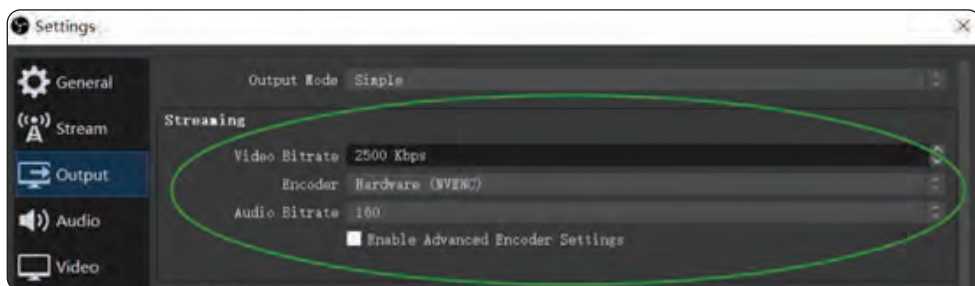 Settings
General
Output Mode Simple
Stream
Streaming
Video Bitrate 2500 Kbps
Output
Encoder Hardware (NVENC)
Audio
Audio Bitrate 160
Enable Advanced Encoder Settings
Video